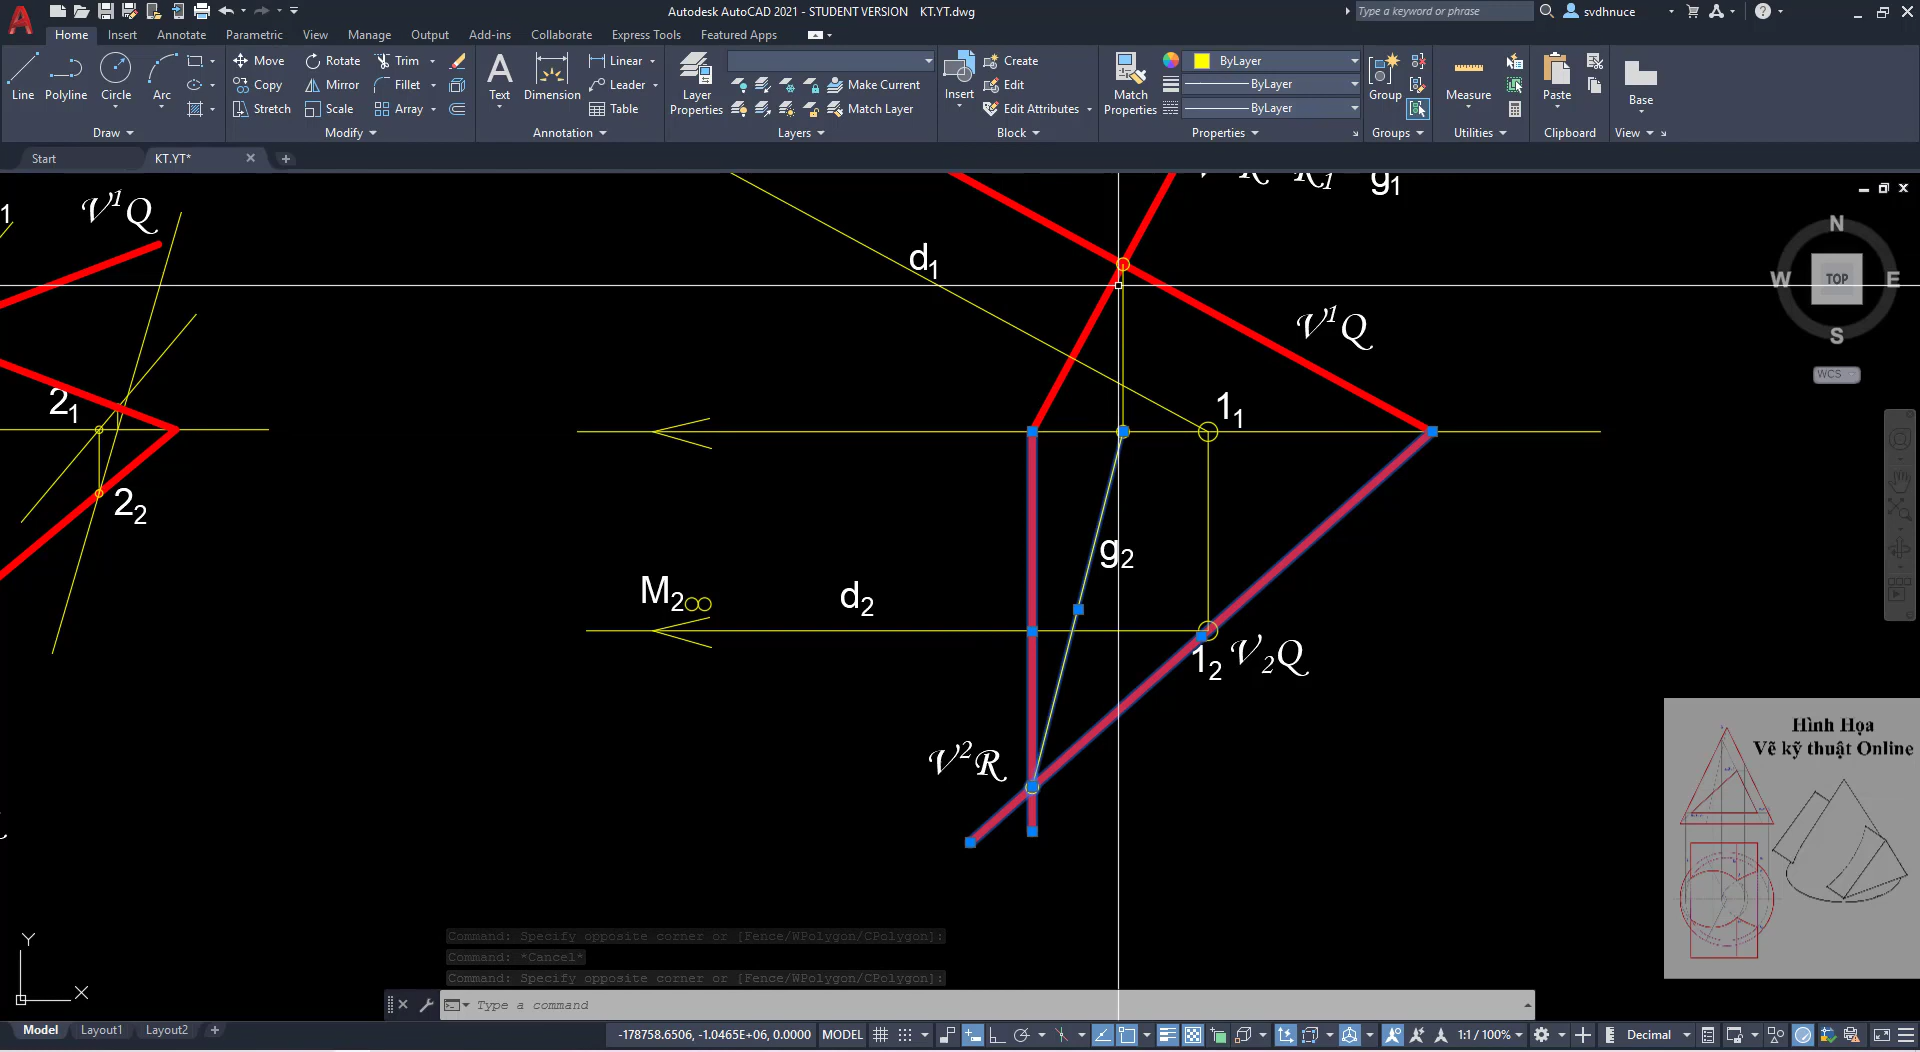 Autodesk AutoCAD 2021 - STUDENT VERSION KT.YT.dwg
Type a keyword or phrase
svdhnuce
Home Insert Annotate Parametric View Manage Output Add-ins Collaborate Express Tools Featured Apps
Line Polyline Circle Arc
Draw
Move Rotate Trim
Copy Mirror Fillet
Stretch Scale Array
Modify
Text Dimension
Linear
Leader
Table
Annotation
Layer Properties
Make Current
Match Layer
Layers
Insert
Create
Edit
Edit Attributes
Block
Match Properties
ByLayer
ByLayer
ByLayer
Properties
Group
Groups
Measure
Utilities
Paste
Clipboard
Base
View
Start KT.YT*
V¹Q
1
g₁
d₁
V¹Q
2₁
1₁
2₂
g₂
M₂∞
d₂
1₂ V₂Q
V²R
N
W TOP E
S
WCS
Hình Họa
Vẽ kỹ thuật Online
Command: Specify opposite corner or [Fence/WPolygon/CPolygon]:
Command: *Cancel*
Command: Specify opposite corner or [Fence/WPolygon/CPolygon]:
Type a command
Y
X
Model Layout1 Layout2
-178758.6506, -1.0465E+06, 0.0000 MODEL 1:1 / 100% Decimal